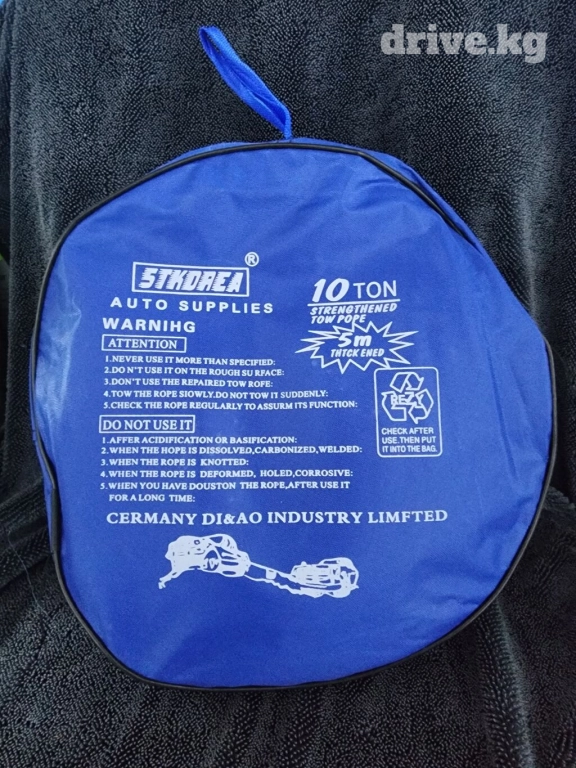 drive.kg
STKOREA ®
AUTO SUPPLIES
WARNIHG
ATTENTION
1.NEVER USE IT MORE THAN SPECIFIED:
2.DO N'T USE IT ON THE ROUGH SU RFACE:
3.DON'T USE THE REPAIRED TOW ROFE:
4.TOW THE ROPE SIOWLY.DO NOT TOW IT SUDDENLY:
5.CHECK THE ROPE REGULARLY TO ASSURM ITS FUNCTION:
DO NOT USE IT
1.AFFER ACIDIFICATION OR BASIFICATION:
2.WHEN THE HOPE IS DISSOLVED,CARBONIZED,WELDED:
3.WHEN THE ROPE IS KNOTTED:
4.WHEN THE ROPE IS DEFORMED, HOLED,CORROSIVE:
5.WHEN YOU HAVE DOUSTON THE ROPE,AFTER USE IT
FOR A LONG TIME:
10 TON
STRENGTHENED
TOW POPE
5m
THTCK ENED
REZY
CHECK AFTER
USE.THEN PUT
IT INTO THE BAG.
CERMANY DI&AO INDUSTRY LIMFTED